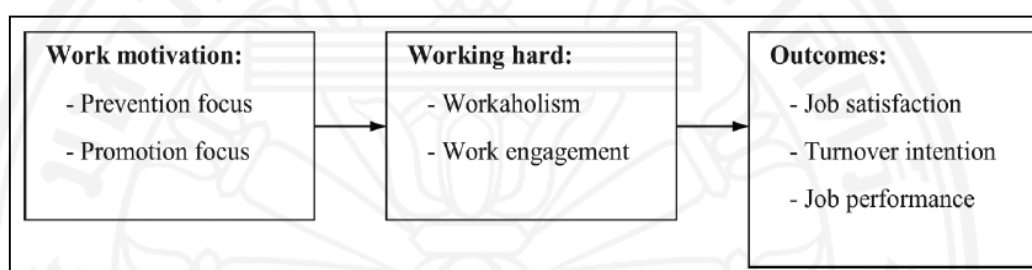 Work motivation:
- Prevention focus
- Promotion focus
Working hard:
- Workaholism
- Work engagement
Outcomes:
- Job satisfaction
- Turnover intention
- Job performance